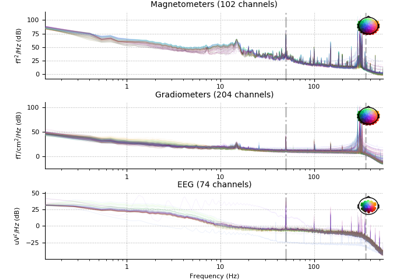 Magnetometers (102 channels)
fT²/Hz (dB)
75
50
25
0
1
10
100
Gradiometers (204 channels)
fT/cm²/Hz (dB)
100
50
0
1
10
100
EEG (74 channels)
uV²/Hz (dB)
50
25
0
−25
1
10
100
Frequency (Hz)